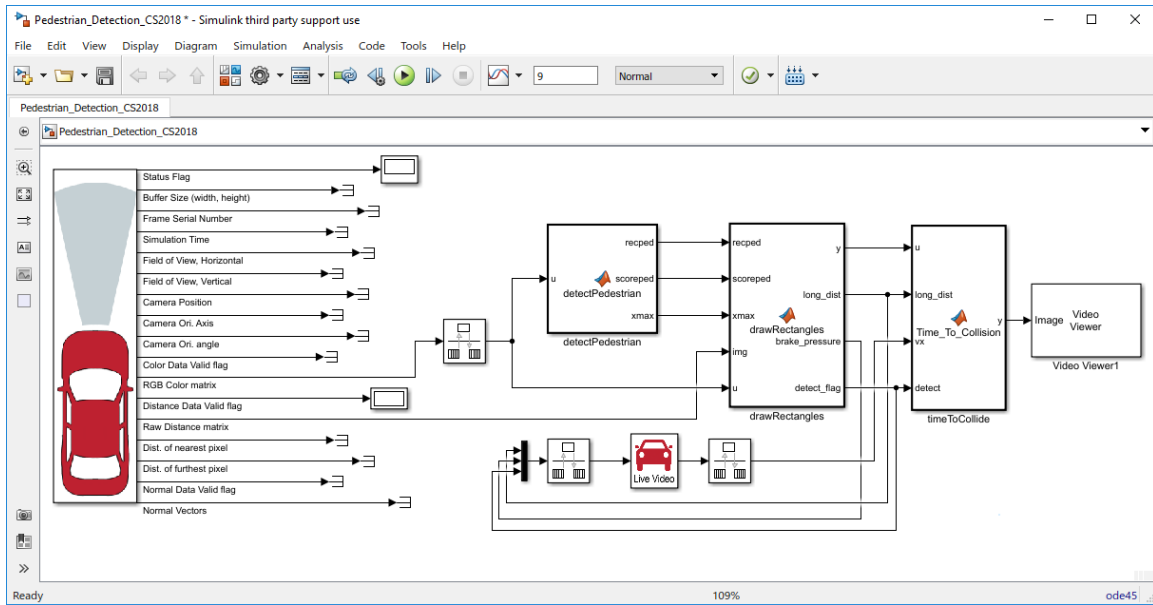 Pedestrian_Detection_CS2018 * - Simulink third party support use
File Edit View Display Diagram Simulation Analysis Code Tools Help
9 Normal
Pedestrian_Detection_CS2018
Pedestrian_Detection_CS2018
Status Flag
Buffer Size (width, height)
Frame Serial Number
Simulation Time
Field of View, Horizontal
Field of View, Vertical
Camera Position
Camera Ori. Axis
Camera Ori. angle
Color Data Valid flag
RGB Color matrix
Distance Data Valid flag
Raw Distance matrix
Dist. of nearest pixel
Dist. of furthest pixel
Normal Data Valid flag
Normal Vectors
u
recped
scoreped
xmax
detectPedestrian
detectPedestrian
recped
scoreped
xmax
img
u
y
long_dist
drawRectangles
brake_pressure
detect_flag
drawRectangles
u
long_dist
Time_To_Collision
vx
detect
y
timeToCollide
Image
Video
Viewer
Video Viewer1
Live Video
Ready 109% ode45